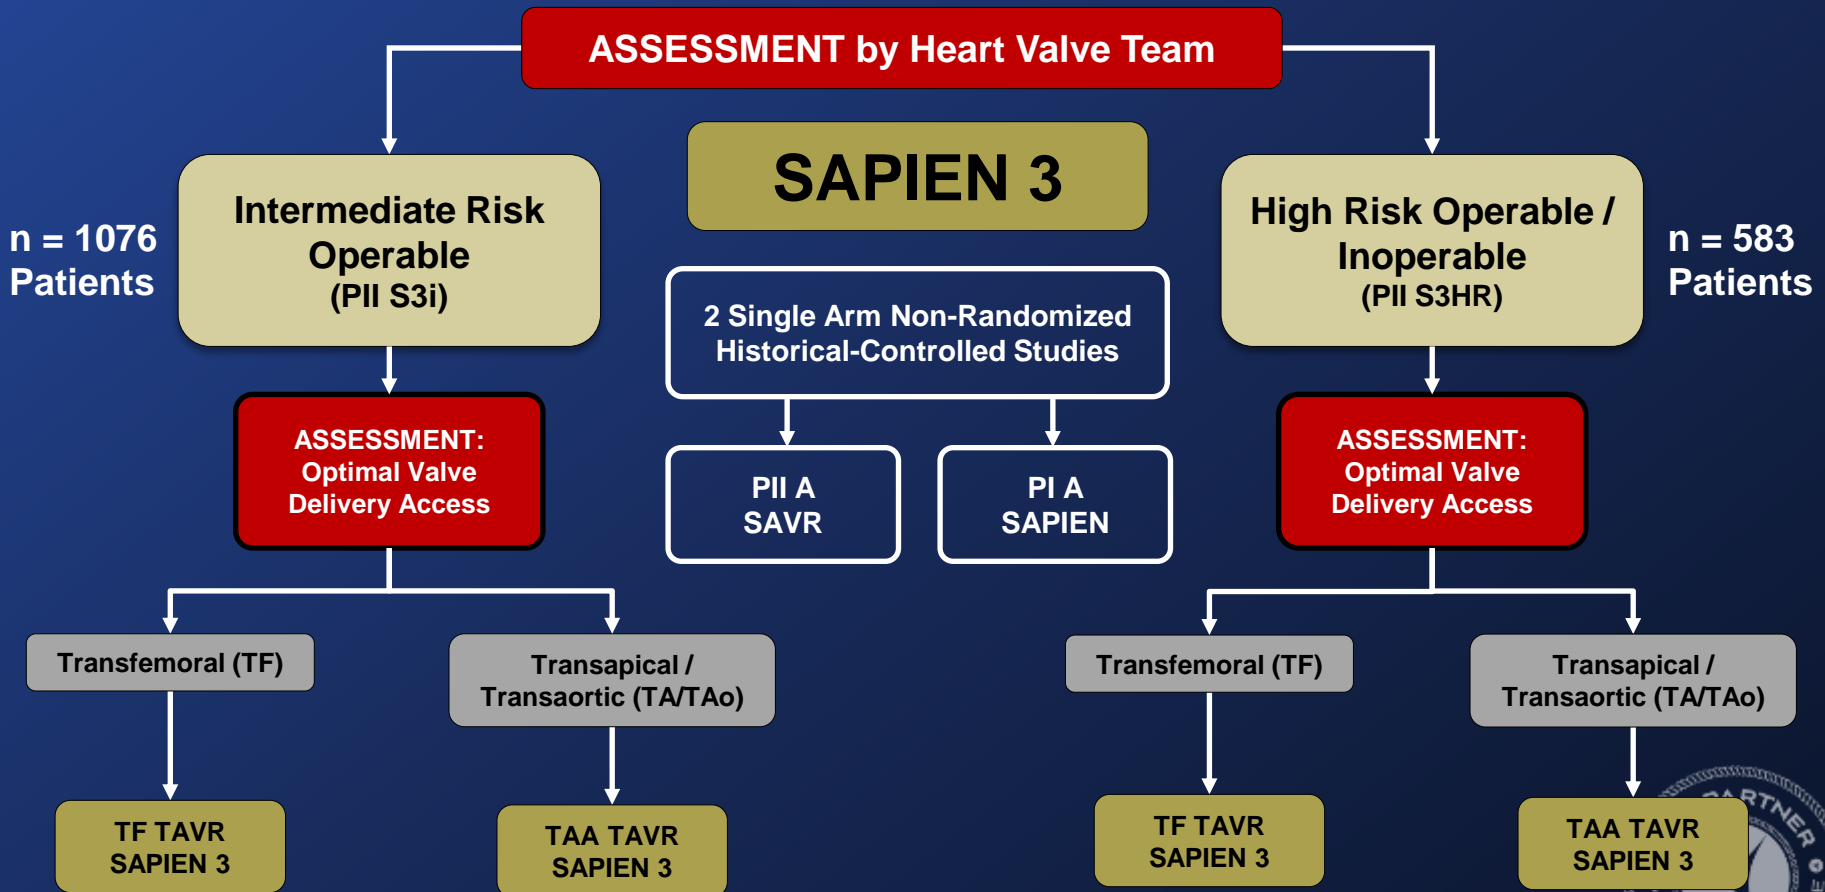 ASSESSMENT by Heart Valve Team
SAPIEN 3
n = 1076
Patients
Intermediate Risk
Operable
(PII S3i)
High Risk Operable /
Inoperable
(PII S3HR)
n = 583
Patients
2 Single Arm Non-Randomized
Historical-Controlled Studies
ASSESSMENT:
Optimal Valve
Delivery Access
PII A
SAVR
PI A
SAPIEN
ASSESSMENT:
Optimal Valve
Delivery Access
Transfemoral (TF)
Transapical /
Transaortic (TA/TAo)
Transfemoral (TF)
Transapical /
Transaortic (TA/TAo)
TF TAVR
SAPIEN 3
TAA TAVR
SAPIEN 3
TF TAVR
SAPIEN 3
TAA TAVR
SAPIEN 3
PARTNER